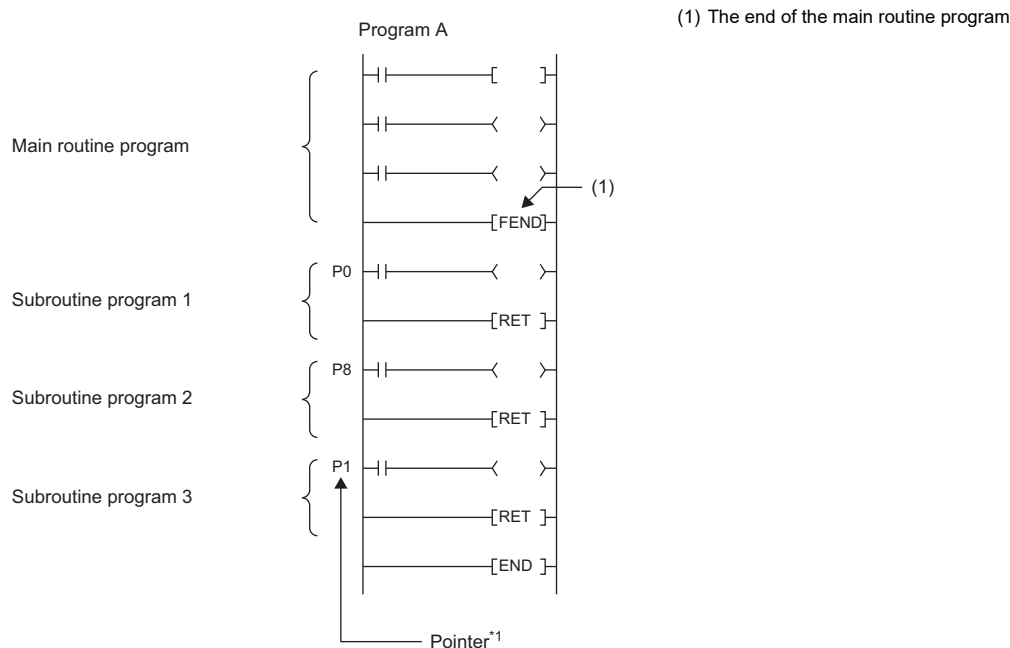 (1) The end of the main routine program
Program A
[ ]
Main routine program
(1)
[FEND]
P0
Subroutine program 1
[RET ]
P8
Subroutine program 2
[RET ]
P1
Subroutine program 3
[RET ]
[END ]
Pointer*1